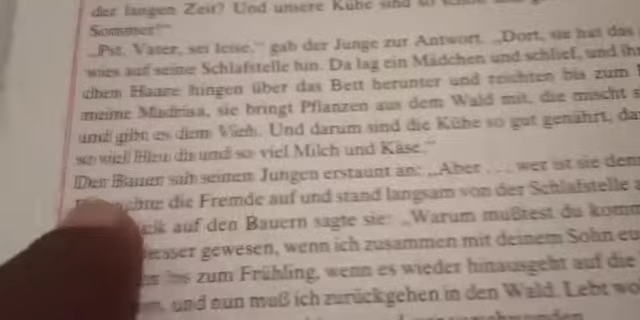 der langen Zeit? Und unsere Kühe sind so
Sommer!"
„Pst, Vater, sei leise," gab der Junge zur Antwort. „Dort, sie hat das
wies auf seine Schlafstelle hin. Da lag ein Mädchen und schlief, und ih
Haare hingen über das Bett herunter und reichten bis zum
meine Madrisa, sie bringt Pflanzen aus dem Wald mit, die mischt s
und gibt es dem Vieh. Und darum sind die Kühe so gut genährt, da
so viel Heu da und so viel Milch und Käse."
Der Bauer sah seinen Jungen erstaunt an: „Aber . . . wer ist sie den
die Fremde auf und stand langsam von der Schlafstelle
auf den Bauern sagte sie: „Warum mußtest du komm
besser gewesen, wenn ich zusammen mit deinem Sohn
bis zum Frühling, wenn es wieder hinausgeht auf die
und nun muß ich zurückgehen in den Wald. Lebt wo